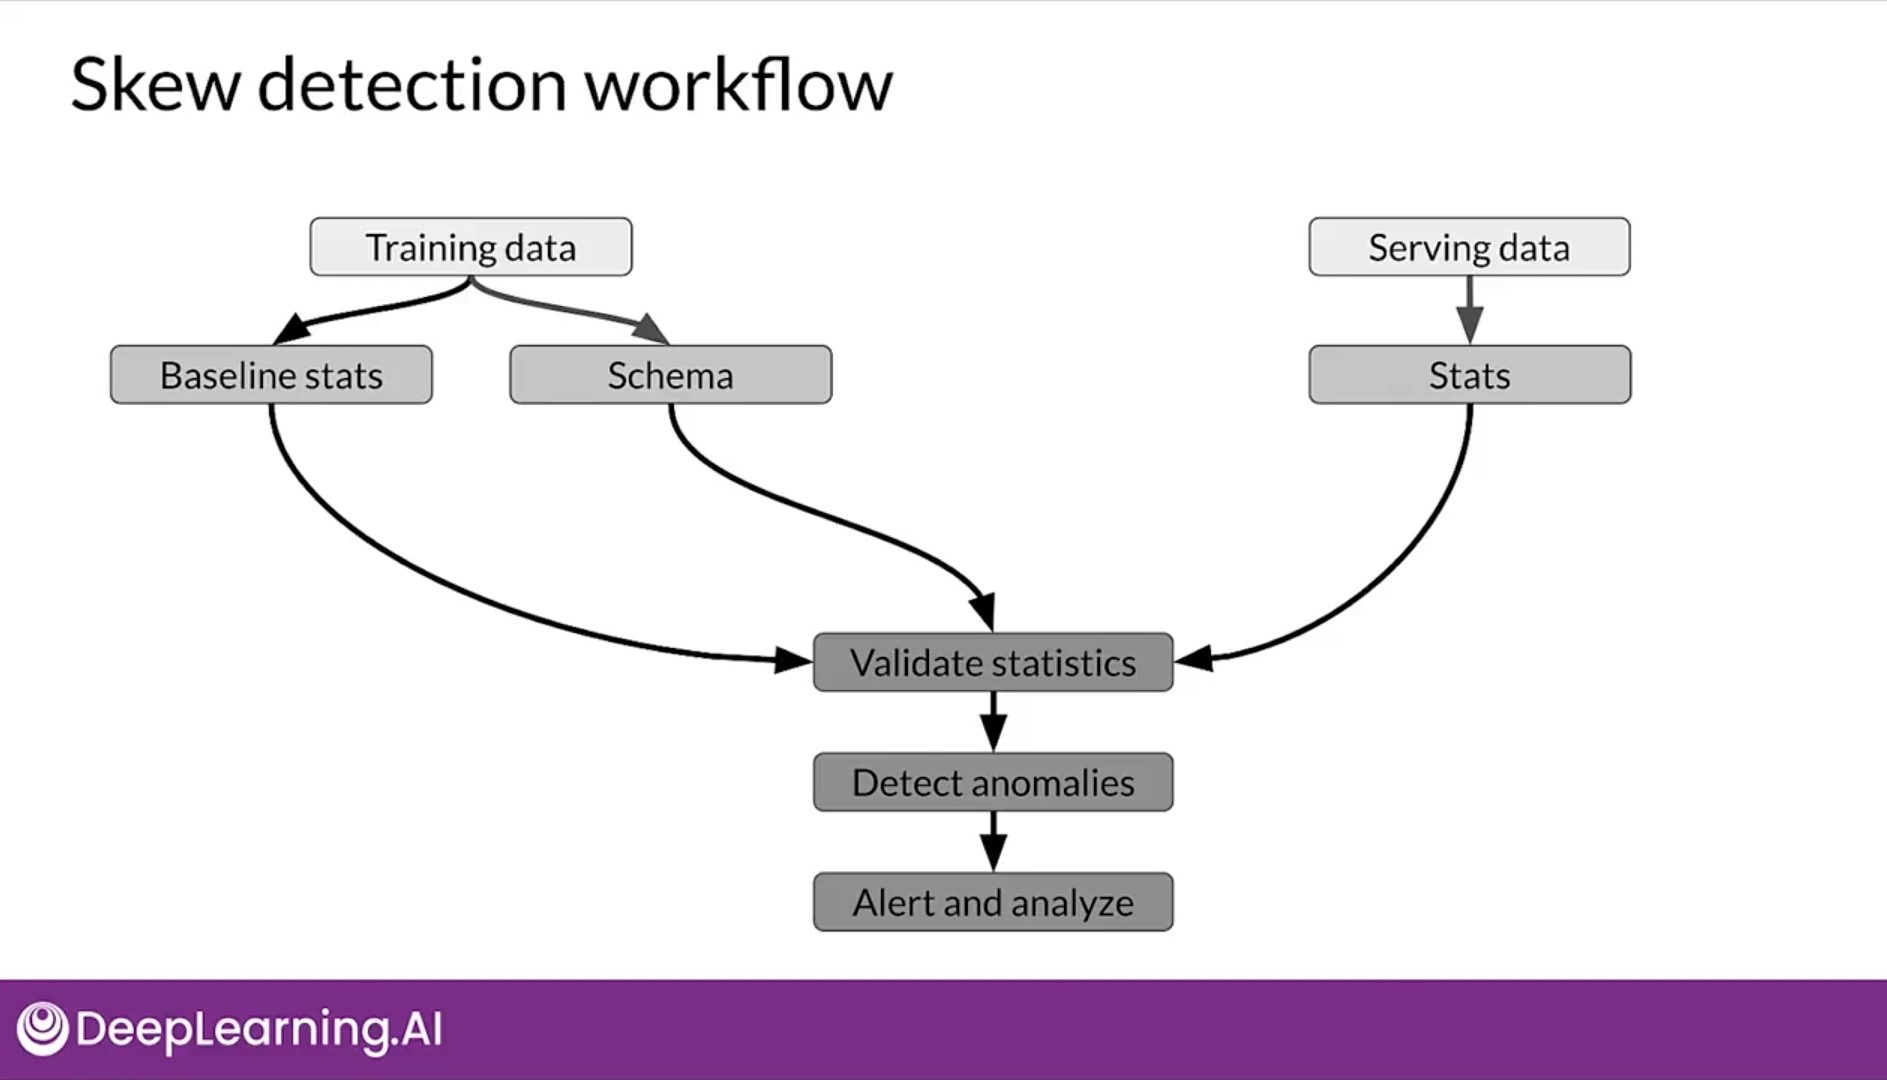 Skew detection workflow
Training data
Serving data
Baseline stats
Schema
Stats
Validate statistics
Detect anomalies
Alert and analyze
DeepLearning.AI